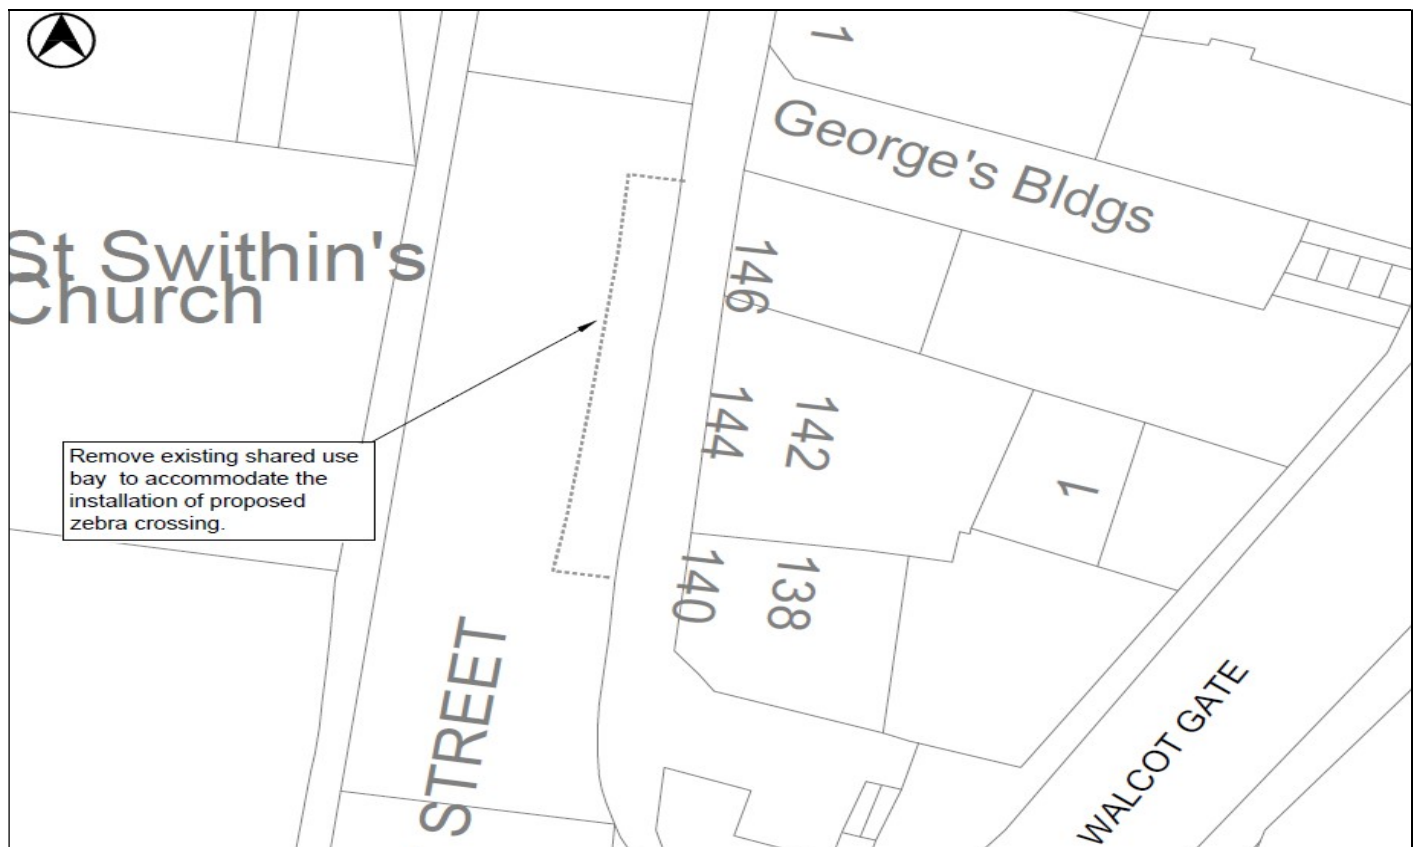 1
George's Bldgs
St Swithin's
Church
146
144
142
1
Remove existing shared use
bay to accommodate the
installation of proposed
zebra crossing.
140
138
STREET
WALCOT GATE